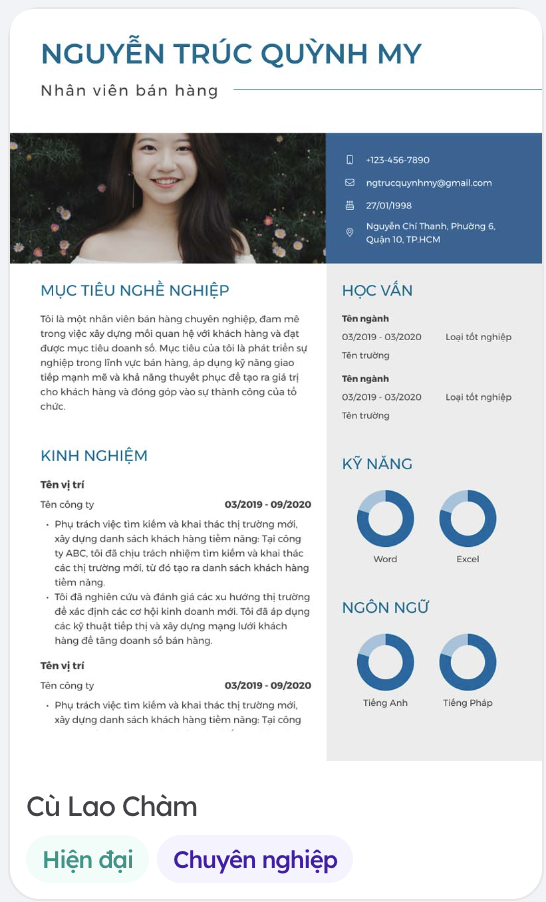 NGUYỄN TRÚC QUỲNH MY
Nhân viên bán hàng
+123-456-7890
ngtrucquynhmy@gmail.com
27/01/1998
Nguyễn Chí Thanh, Phường 6,
Quận 10, TP.HCM
MỤC TIÊU NGHỀ NGHIỆP
Tôi là một nhân viên bán hàng chuyên nghiệp, đam mê
trong việc xây dựng mối quan hệ với khách hàng và đạt
được mục tiêu doanh số. Mục tiêu của tôi là phát triển sự
nghiệp trong lĩnh vực bán hàng, áp dụng kỹ năng giao
tiếp mạnh mẽ và khả năng thuyết phục để tạo ra giá trị
cho khách hàng và đóng góp vào sự thành công của tổ
chức.
KINH NGHIỆM
Tên vị trí
Tên công ty 03/2019 - 09/2020
• Phụ trách việc tìm kiếm và khai thác thị trường mới,
xây dựng danh sách khách hàng tiềm năng: Tại công
ty ABC, tôi đã chịu trách nhiệm tìm kiếm và khai thác
các thị trường mới, từ đó tạo ra danh sách khách hàng
tiềm năng.
• Tôi đã nghiên cứu và đánh giá các xu hướng thị trường
để xác định các cơ hội kinh doanh mới. Tôi đã áp dụng
các kỹ thuật tiếp thị và xây dựng mạng lưới khách
hàng để tăng doanh số bán hàng.
Tên vị trí
Tên công ty 03/2019 - 09/2020
• Phụ trách việc tìm kiếm và khai thác thị trường mới,
xây dựng danh sách khách hàng tiềm năng: Tại công
HỌC VẤN
Tên ngành
03/2019 - 03/2020 Loại tốt nghiệp
Tên trường
Tên ngành
03/2019 - 03/2020 Loại tốt nghiệp
Tên trường
KỸ NĂNG
Word Excel
NGÔN NGỮ
Tiếng Anh Tiếng Pháp
Cù Lao Chàm
Hiện đại Chuyên nghiệp